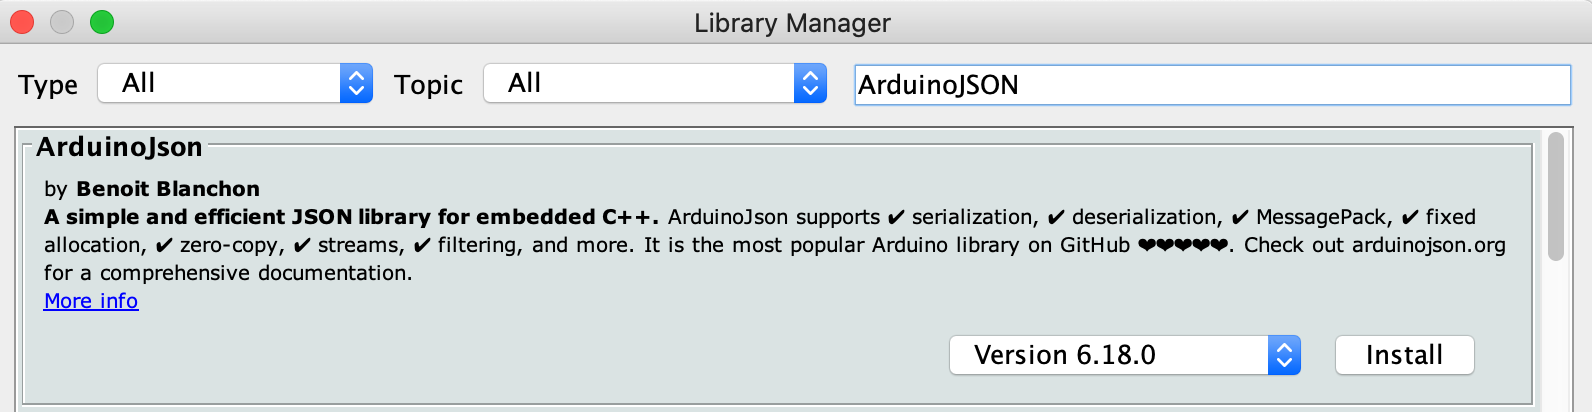 Library Manager
Type All Topic All ArduinoJSON
ArduinoJson
by Benoit Blanchon
A simple and efficient JSON library for embedded C++. ArduinoJson supports ✔ serialization, ✔ deserialization, ✔ MessagePack, ✔ fixed
allocation, ✔ zero-copy, ✔ streams, ✔ filtering, and more. It is the most popular Arduino library on GitHub ❤❤❤❤❤. Check out arduinojson.org
for a comprehensive documentation.
More info
Version 6.18.0 Install